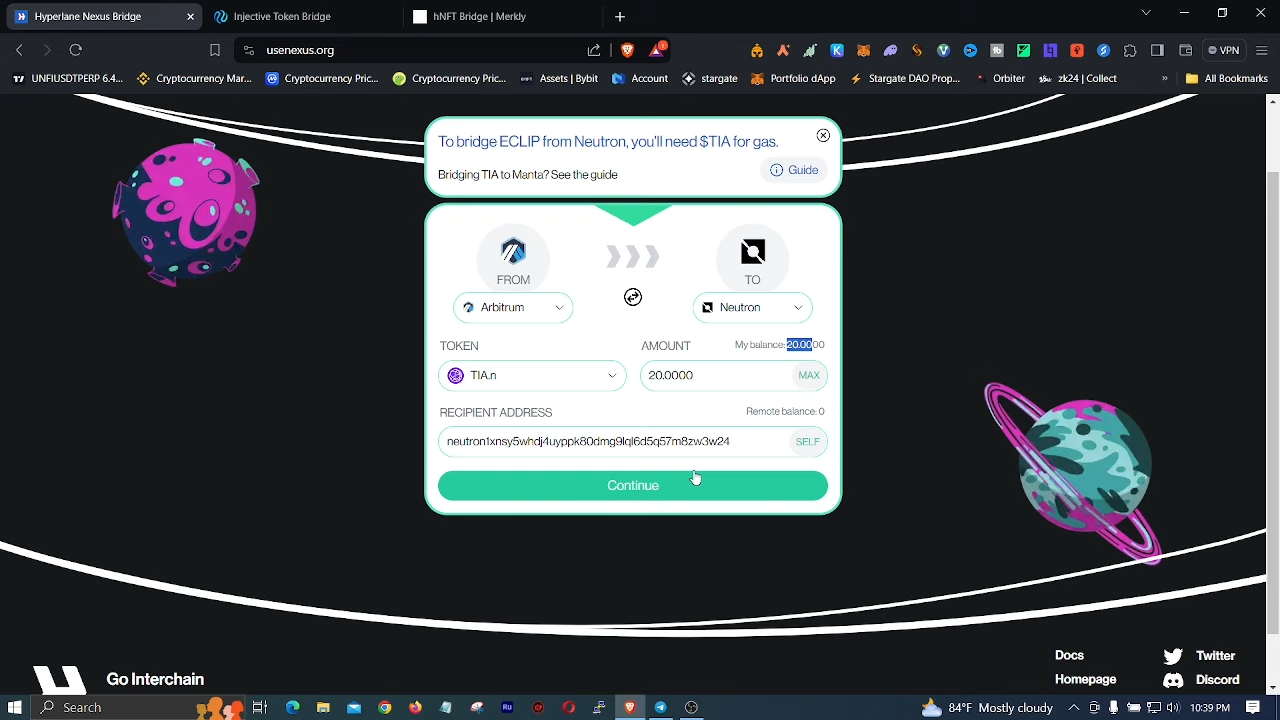 Hyperlane Nexus Bridge
Injective Token Bridge
hNFT Bridge | Merkly
usenexus.org
VPN
UNFIUSDTPERP 6.4...
Cryptocurrency Mar...
Cryptocurrency Pric...
Cryptocurrency Pric...
Assets | Bybit
Account
stargate
Portfolio dApp
Stargate DAO Prop...
Orbiter
zk24 | Collect
All Bookmarks
To bridge ECLIP from Neutron, you'll need $TIA for gas.
Bridging TIA to Manta? See the guide
Guide
FROM
TO
Arbitrum
Neutron
TOKEN
AMOUNT
My balance: 20.0000
TIA.n
20.0000
MAX
RECIPIENT ADDRESS
Remote balance: 0
SELF
Continue
Docs
Twitter
Go Interchain
Homepage
Discord
Search
84°F Mostly cloudy
10:39 PM